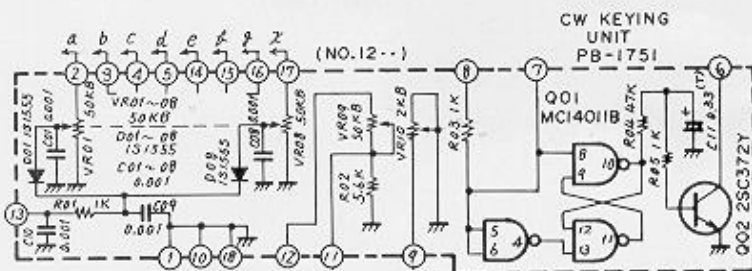 a b c d e f g x
(NO.12--)
CW KEYING
UNIT
PB-1751
2 3 4 5 14 15 16 17
8 7 6
VR01~08
50KB
D01~08
1S1555
C01~08
0.001
D01 1S1555
C01 0.001
VR01 50KB
D08
1S1555
C08 0.001
VR08 50KB
VR09
50KB
VR10 2KB
R02
5.6K
R03 1K
Q01
MC14011B
R04 47K
R05 1K
C11 0.33
(T)
Q02 2SC372Y
8
9
10
5
6
4
12
13
11
13
R01 1K
C09
0.001
C10
0.001
1 10 18 12 11 9